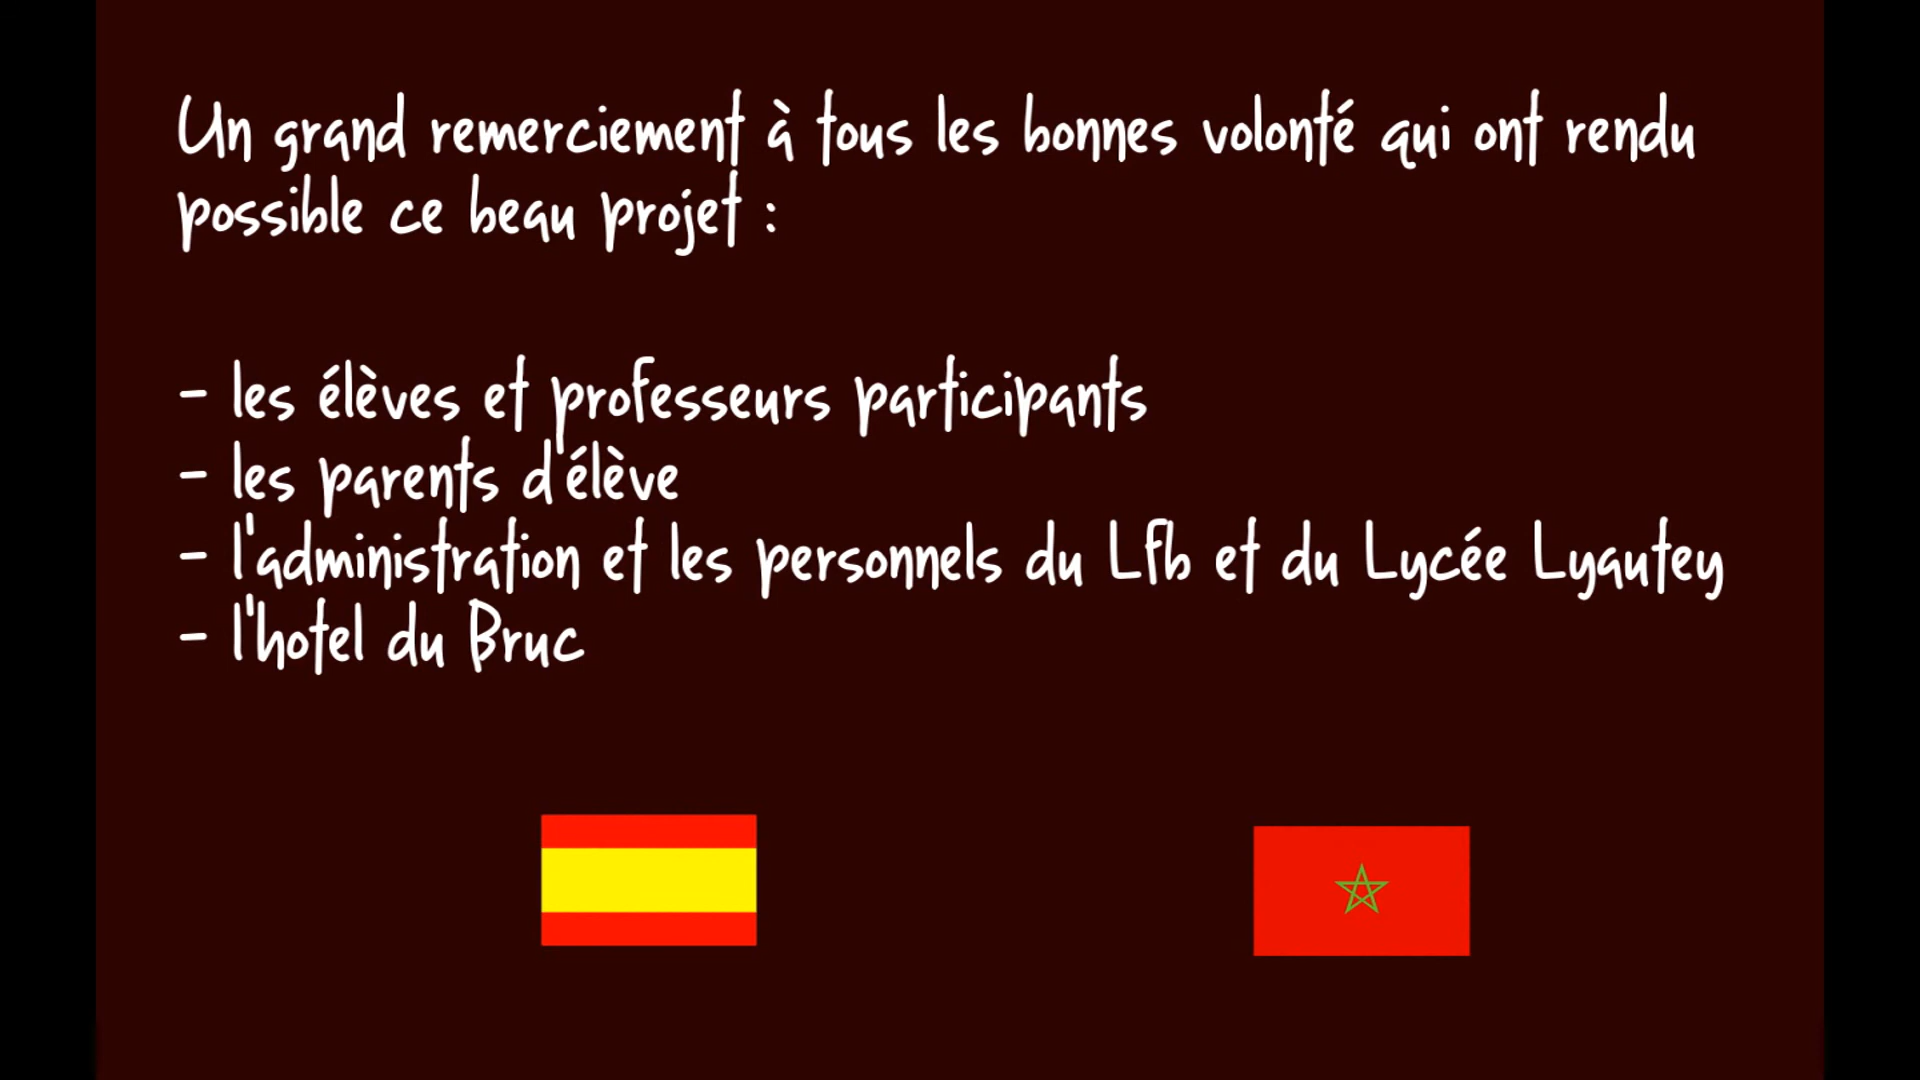 Un grand remerciement à tous les bonnes volonté qui ont rendu
possible ce beau projet :
- les élèves et professeurs participants
- les parents d'élève
- l'administration et les personnels du Lfb et du Lycée Lyautey
- l'hotel du Bruc